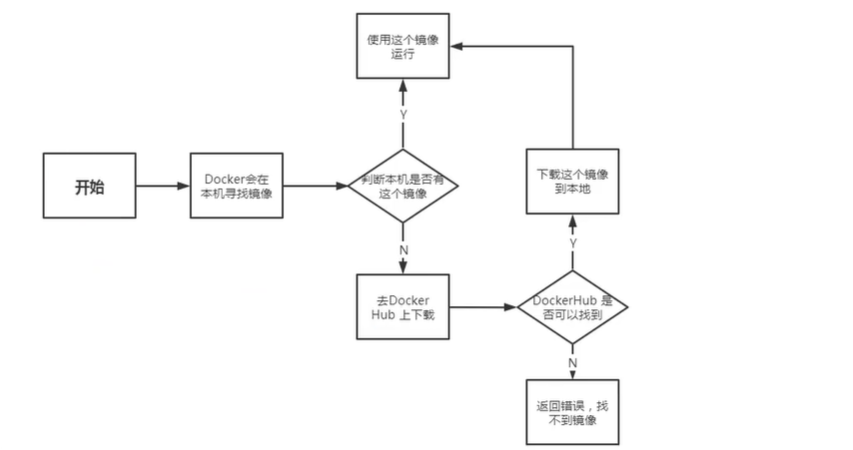 使用这个镜像
运行
Y
开始
Docker会在
本机寻找镜像
判断本机是否有
这个镜像
下载这个镜像
到本地
N
Y
去Docker
Hub 上下载
DockerHub 是
否可以找到
N
返回错误，找
不到镜像